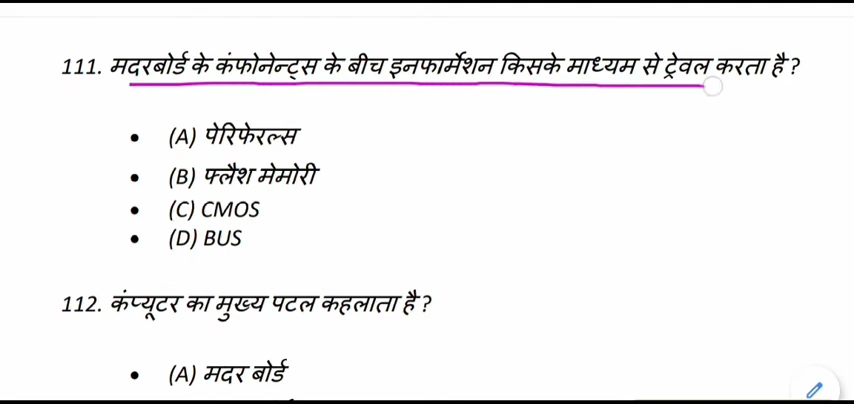 111. मदरबोर्ड के कंफोनेन्ट्स के बीच इनफार्मेशन किसके माध्यम से ट्रेवल करता है?
• (A) पेरिफेरल्स
• (B) फ्लैश मेमोरी
• (C) CMOS
• (D) BUS
112. कंप्यूटर का मुख्य पटल कहलाता है?
• (A) मदर बोर्ड